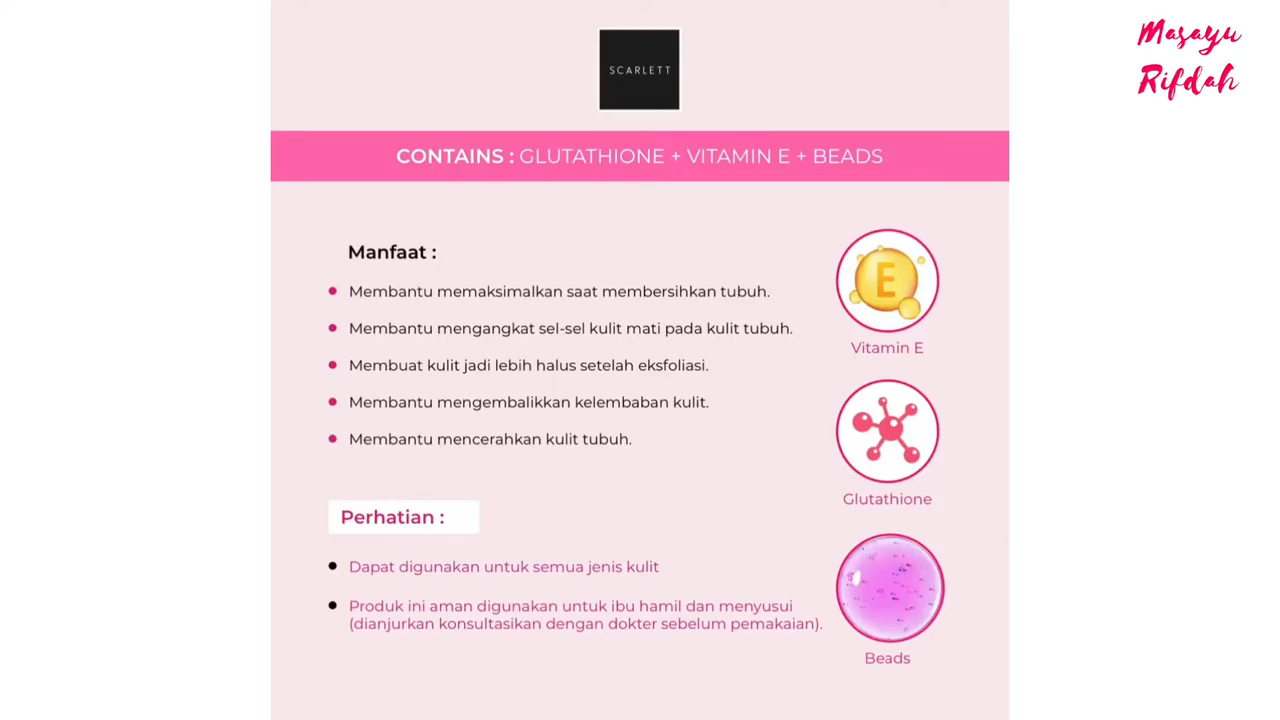 SCARLETT
Masayu
Rifdah
CONTAINS : GLUTATHIONE + VITAMIN E + BEADS
Manfaat :
Membantu memaksimalkan saat membersihkan tubuh.
Membantu mengangkat sel-sel kulit mati pada kulit tubuh.
Membuat kulit jadi lebih halus setelah eksfoliasi.
Membantu mengembalikkan kelembaban kulit.
Membantu mencerahkan kulit tubuh.
E
Vitamin E
Glutathione
Perhatian :
Dapat digunakan untuk semua jenis kulit
Produk ini aman digunakan untuk ibu hamil dan menyusui
(dianjurkan konsultasikan dengan dokter sebelum pemakaian).
Beads